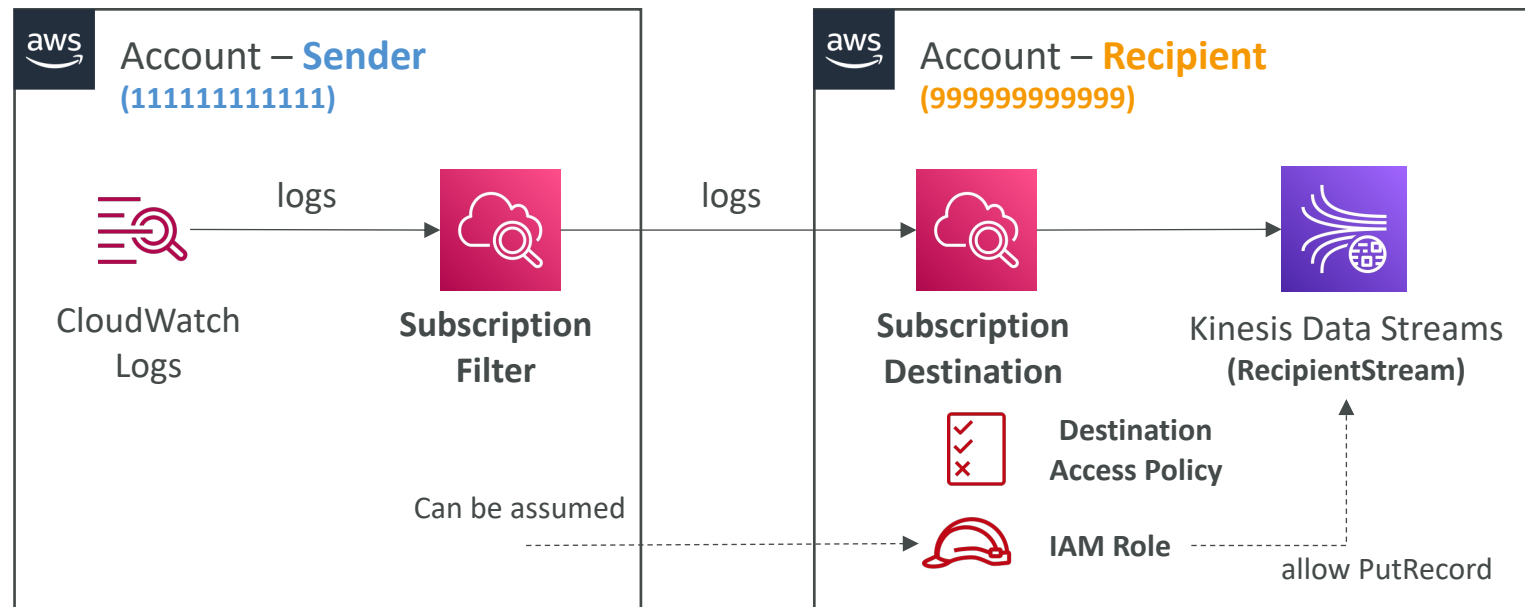 aws
Account – Sender
(111111111111)
logs
CloudWatch
Logs
Subscription
Filter
Can be assumed
logs
aws
Account – Recipient
(999999999999)
Subscription
Destination
Kinesis Data Streams
(RecipientStream)
Destination
Access Policy
IAM Role
allow PutRecord